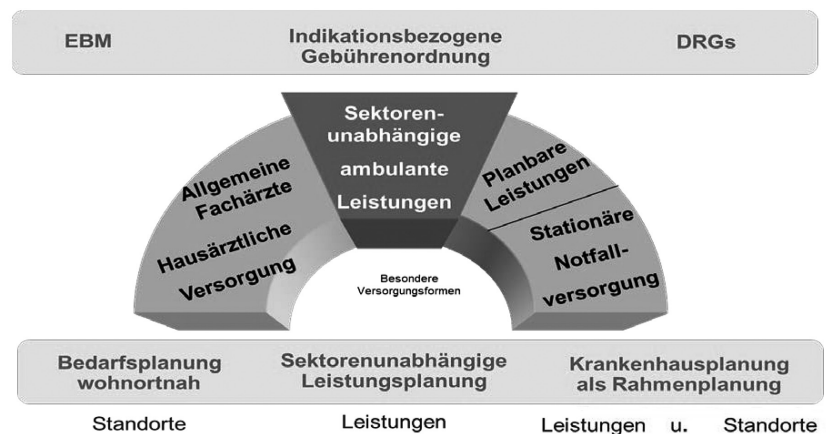 EBM
Indikationsbezogene
Gebührenordnung
DRGs
Sektoren-
unabhängige
ambulante
Leistungen
Allgemeine
Fachärzte
Hausärztliche
Versorgung
Planbare
Leistungen
Stationäre
Notfall-
versorgung
Besondere
Versorgungsformen
Bedarfsplanung
wohnortnah
Sektorenunabhängige
Leistungsplanung
Krankenhausplanung
als Rahmenplanung
Standorte
Leistungen
Leistungen u. Standorte